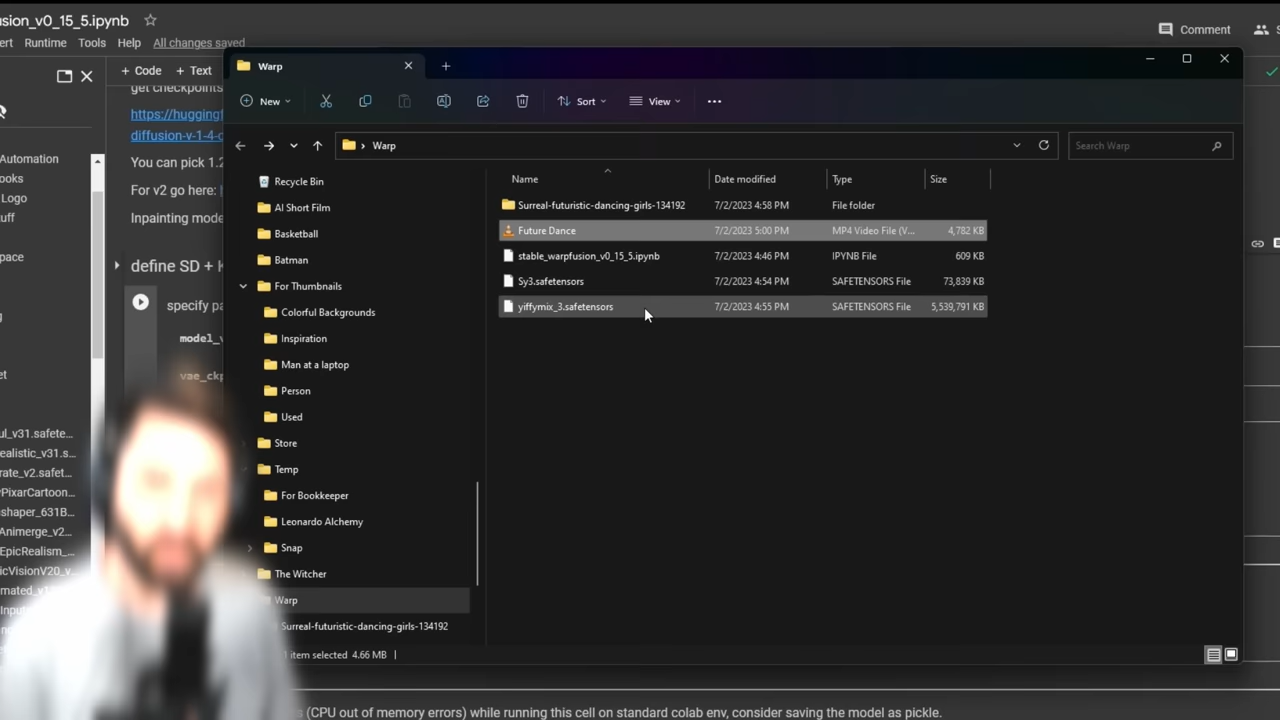 usion_v0_15_5.ipynb
ert Runtime Tools Help All changes saved
Comment
Warp
+ Code + Text
New Sort View
get checkpoints
Warp
Search Warp
https://huggingf
diffusion-v-1-4-o
You can pick 1.2
For v2 go here:
Inpainting mode
define SD + K
specify pa
model_v
vae_ckp
Automation
ooks
Logo
uff
pace
et
ul_v31.safete...
ealistic_v31.s...
rate_v2.safet...
PixarCartoon...
shaper_631B...
Animerge_v2...
EpicRealism_...
icVisionV20_v...
mated_v1
Inpu
Recycle Bin
AI Short Film
Basketball
Batman
For Thumbnails
Colorful Backgrounds
Inspiration
Man at a laptop
Person
Used
Store
Temp
For Bookkeeper
Leonardo Alchemy
Snap
The Witcher
Warp
Surreal-futuristic-dancing-girls-134192
Name Date modified Type Size
Surreal-futuristic-dancing-girls-134192 7/2/2023 4:58 PM File folder
Future Dance 7/2/2023 5:00 PM MP4 Video File (V... 4,782 KB
stable_warpfusion_v0_15_5.ipynb 7/2/2023 4:46 PM IPYNB File 609 KB
Sy3.safetensors 7/2/2023 4:54 PM SAFETENSORS File 73,839 KB
yiffymix_3.safetensors 7/2/2023 4:55 PM SAFETENSORS File 5,539,791 KB
1 item selected 4.66 MB
s (CPU out of memory errors) while running this cell on standard colab env, consider saving the model as pickle.